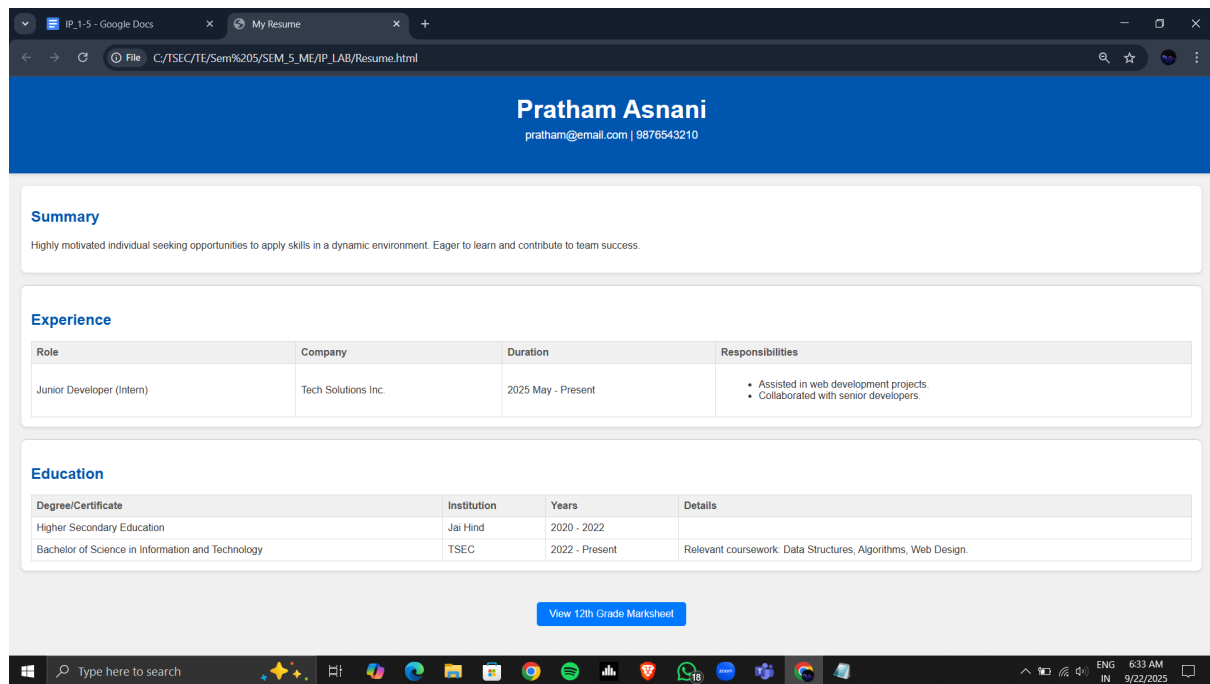 IP_1-5 - Google Docs
My Resume
File C:/TSEC/TE/Sem%205/SEM_5_ME/IP_LAB/Resume.html
Pratham Asnani
pratham@email.com | 9876543210
Summary
Highly motivated individual seeking opportunities to apply skills in a dynamic environment. Eager to learn and contribute to team success.
Experience
Role Company Duration Responsibilities
Junior Developer (Intern) Tech Solutions Inc. 2025 May - Present
Assisted in web development projects.
Collaborated with senior developers.
Education
Degree/Certificate Institution Years Details
Higher Secondary Education Jai Hind 2020 - 2022
Bachelor of Science in Information and Technology TSEC 2022 - Present Relevant coursework: Data Structures, Algorithms, Web Design.
View 12th Grade Marksheet
Type here to search
zoom
18
ENG 6:33 AM
IN 9/22/2025